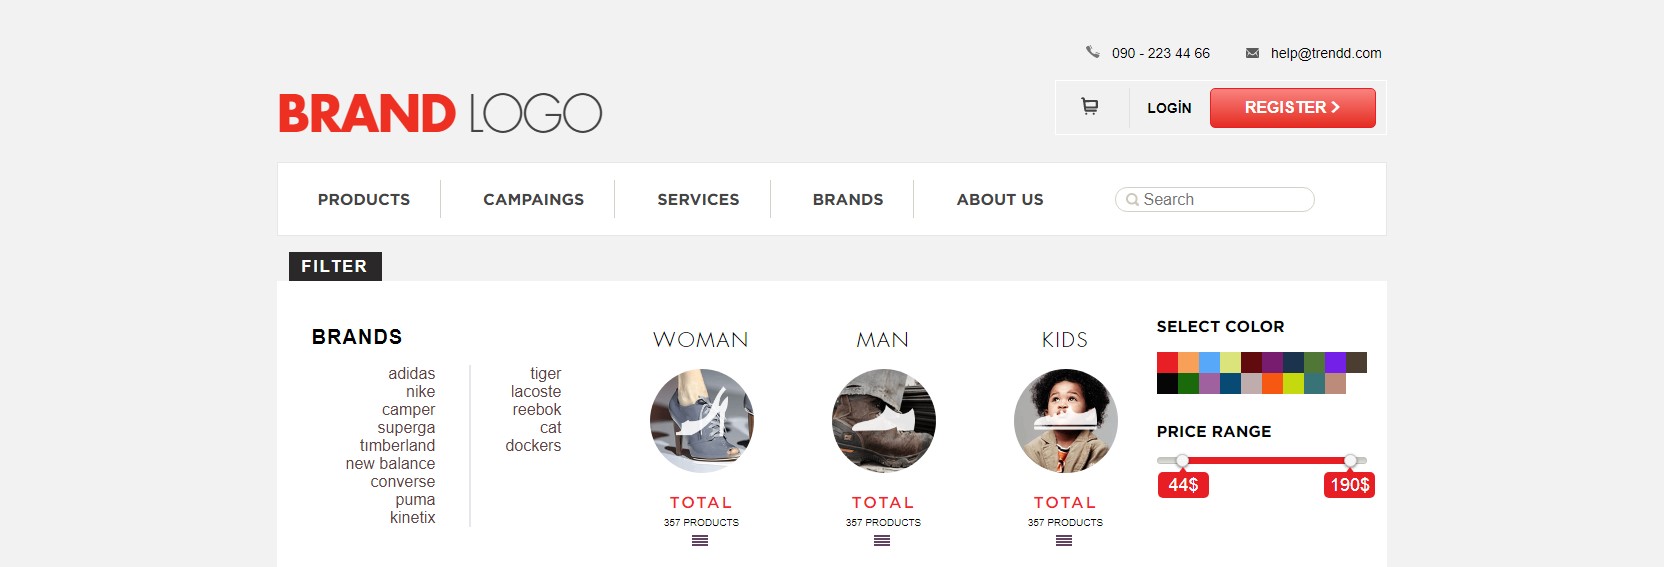 090 - 223 44 66 help@trendd.com
BRAND LOGO
LOGİN REGISTER
PRODUCTS CAMPAINGS SERVICES BRANDS ABOUT US Search
FILTER
BRANDS
adidas
nike
camper
superga
tımberland
new balance
converse
puma
kinetix
tiger
lacoste
reebok
cat
dockers
WOMAN
TOTAL
357 PRODUCTS
MAN
TOTAL
357 PRODUCTS
KIDS
TOTAL
357 PRODUCTS
SELECT COLOR
PRICE RANGE
44$ 190$